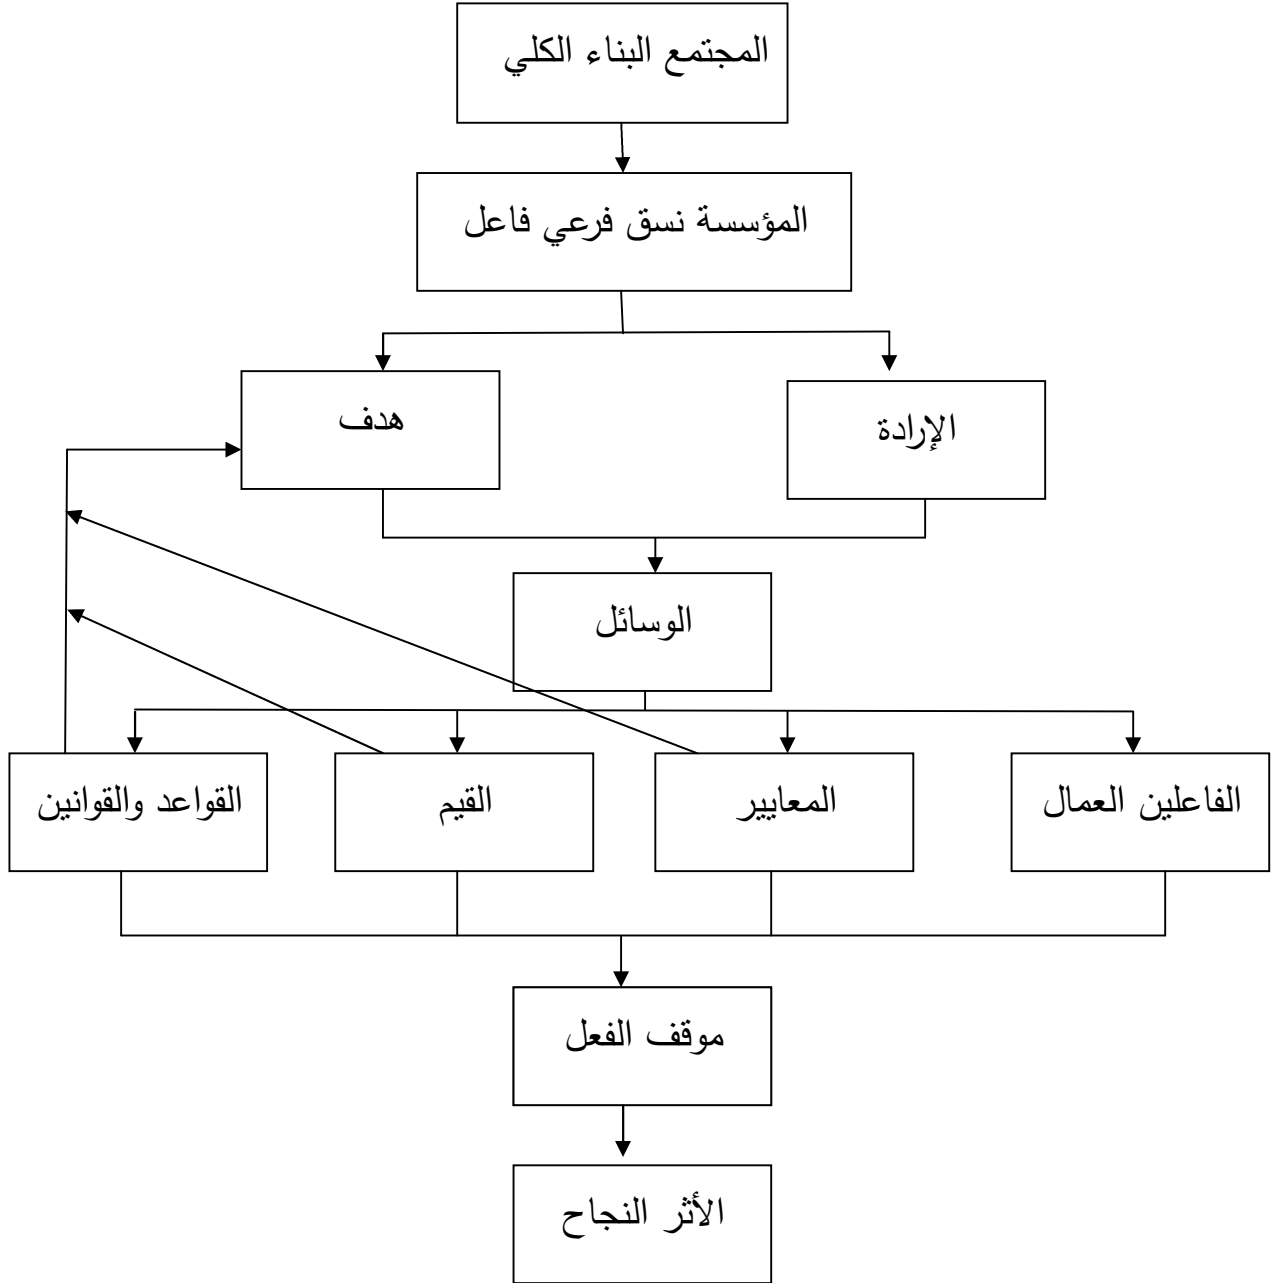 المجتمع البناء الكلي
المؤسسة نسق فرعي فاعل
الإرادة
هدف
الوسائل
الفاعلين العمال
المعايير
القيم
القواعد والقوانين
موقف الفعل
الأثر النجاح